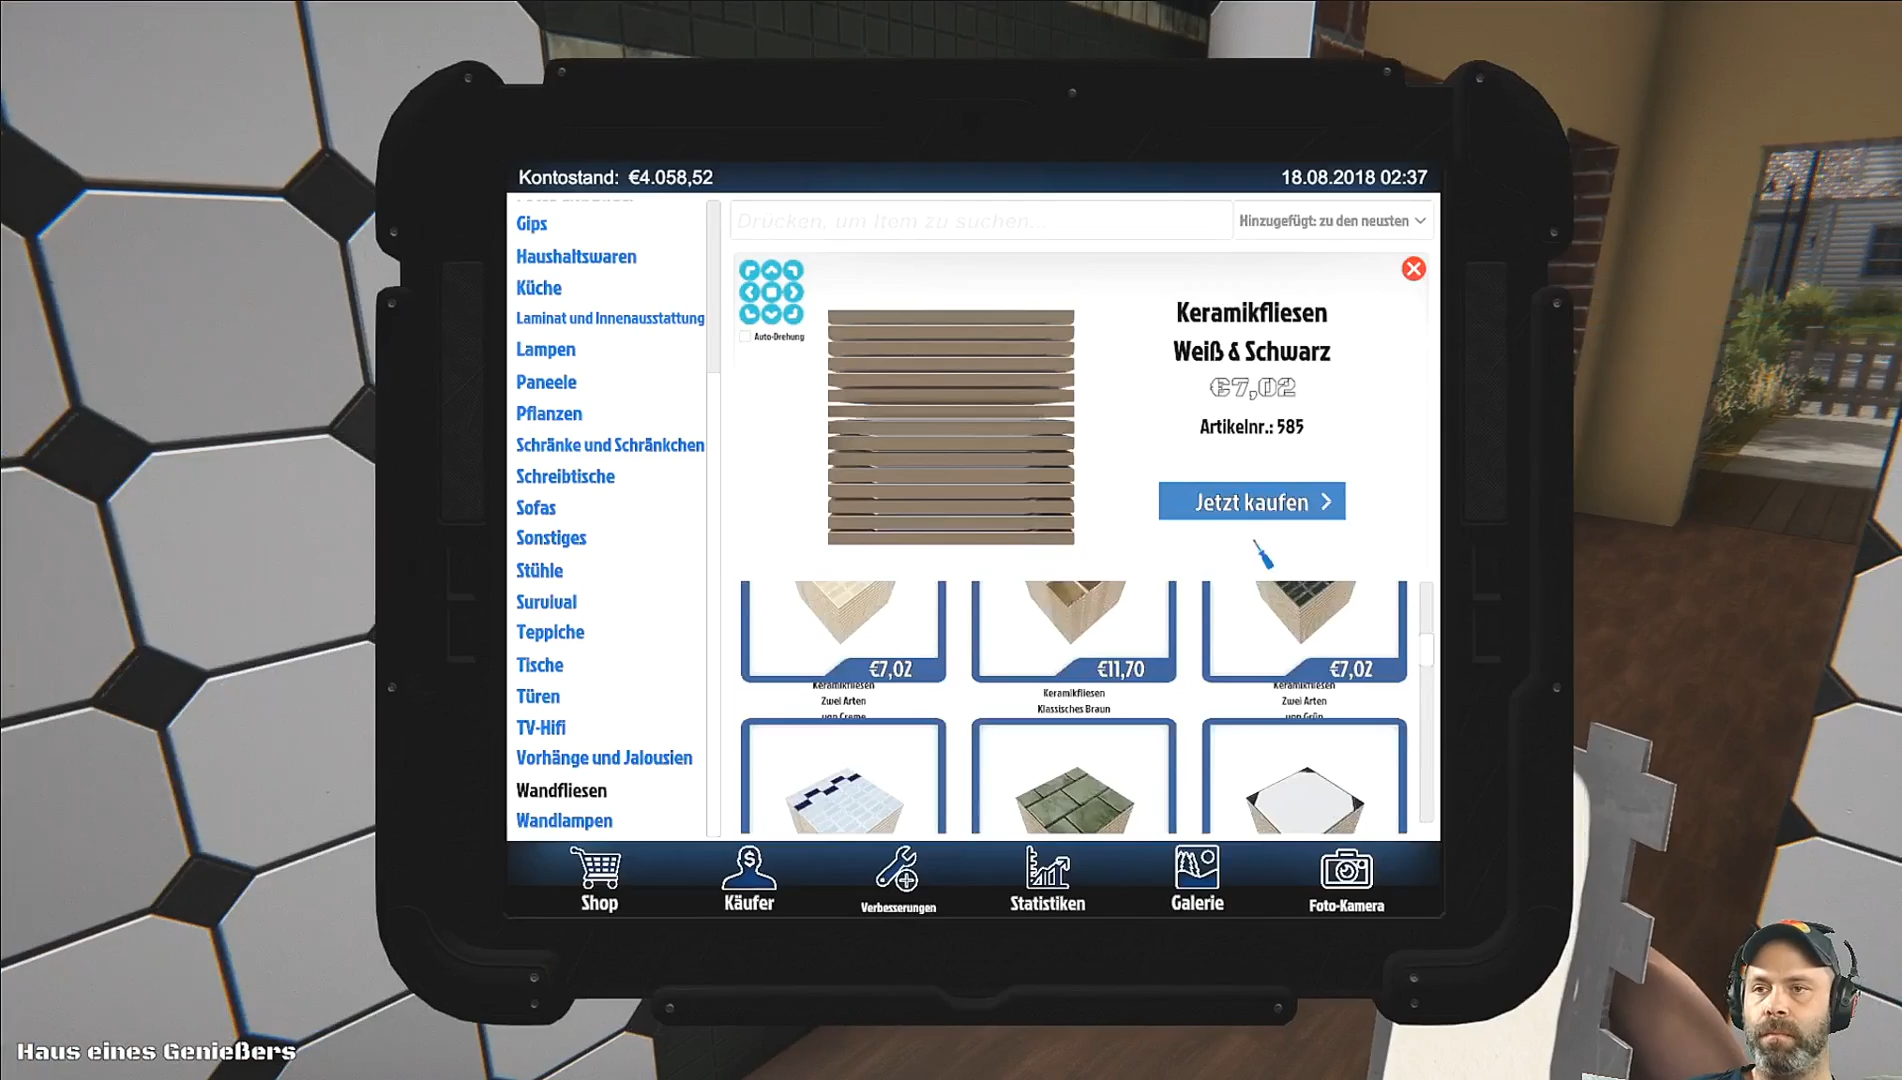 Kontostand: €4.058,52
18.08.2018 02:37
Gips
Haushaltswaren
Küche
Laminat und Innenausstattung
Lampen
Paneele
Pflanzen
Schränke und Schränkchen
Schreibtische
Sofas
Sonstiges
Stühle
Survival
Teppiche
Tische
Türen
TV-Hifi
Vorhänge und Jalousien
Wandfliesen
Wandlampen
Drücken, um Item zu suchen...
Hinzugefügt: zu den neusten
Auto-Drehung
Keramikfliesen
Weiß & Schwarz
€7,02
Artikelnr.: 585
Jetzt kaufen
€7,02
€11,70
€7,02
Keramikfliesen
Zwei Arten
von Creme
Keramikfliesen
Klassisches Braun
Keramikfliesen
Zwei Arten
von Grün
Shop
Käufer
Verbesserungen
Statistiken
Galerie
Foto-Kamera
Haus eines Genießers